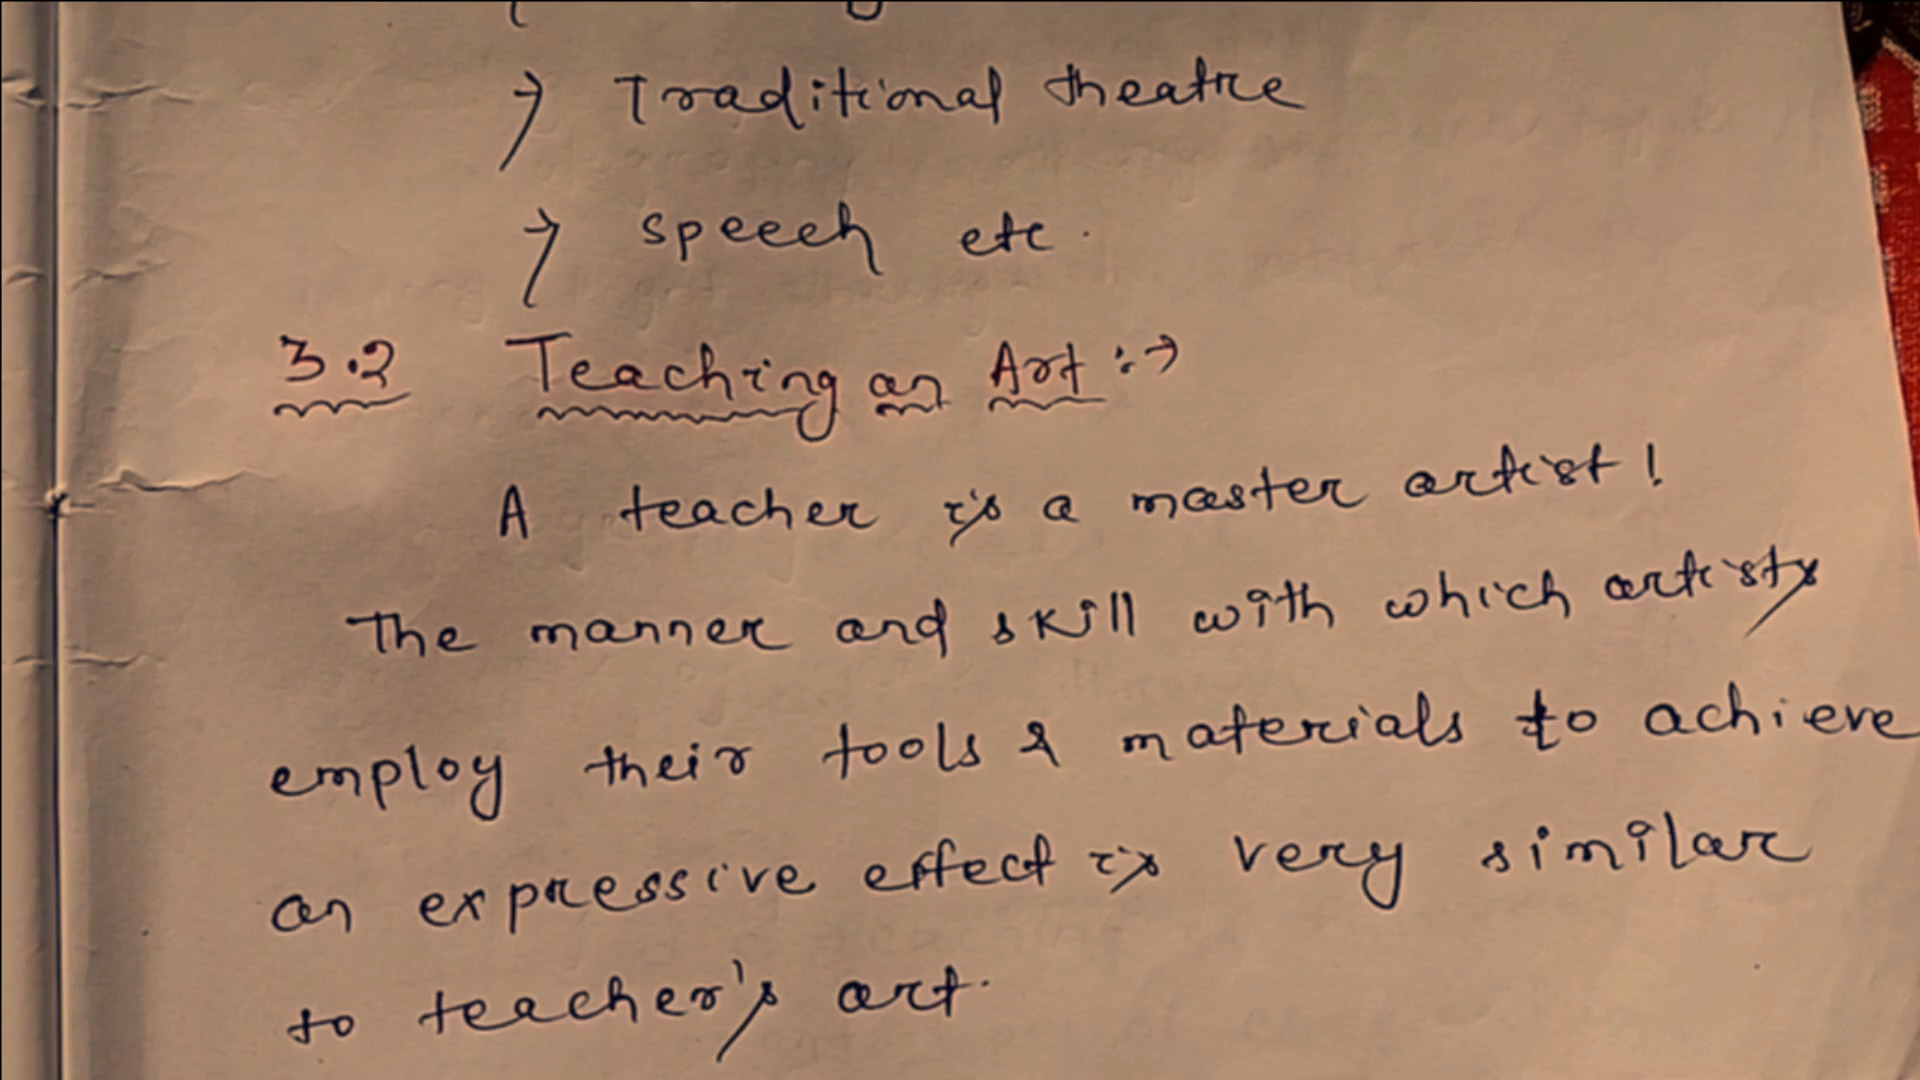 → Traditional theatre
→ speech etc.
3.2 Teaching an Art :→
A teacher is a master artist!
The manner and skill with which artists
employ their tools & materials to achieve
an expressive effect is very similar
to teacher's art.